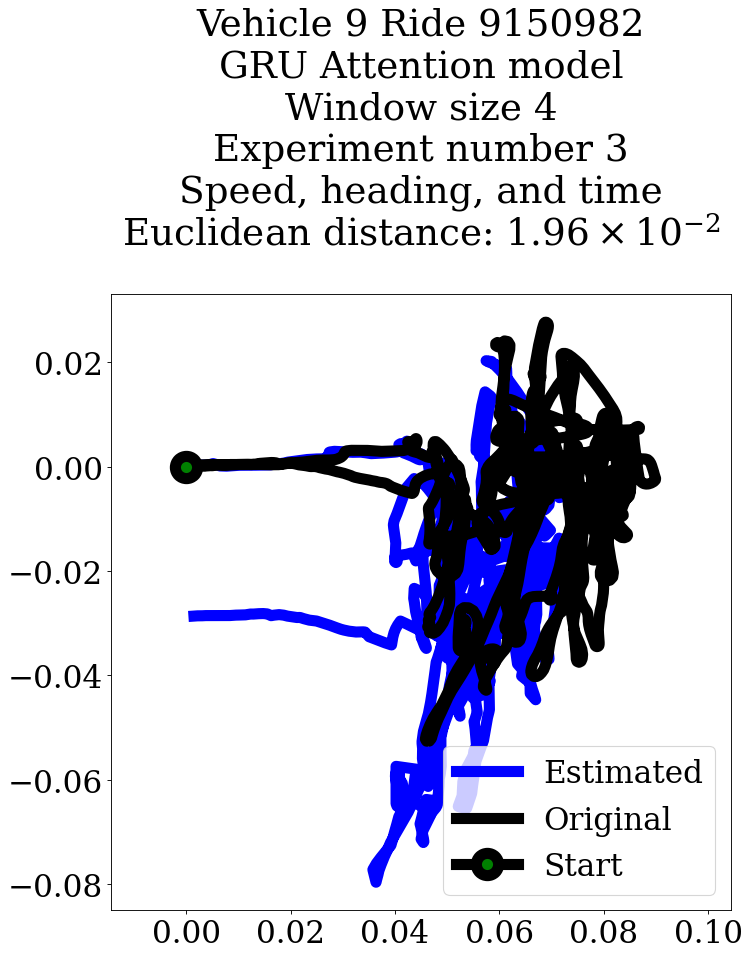 Vehicle 9 Ride 9150982
GRU Attention model
Window size 4
Experiment number 3
Speed, heading, and time
Euclidean distance: 1.96 × 10⁻²
0.02
0.00
−0.02
−0.04
−0.06
−0.08
Estimated
Original
Start
0.00 0.02 0.04 0.06 0.08 0.10